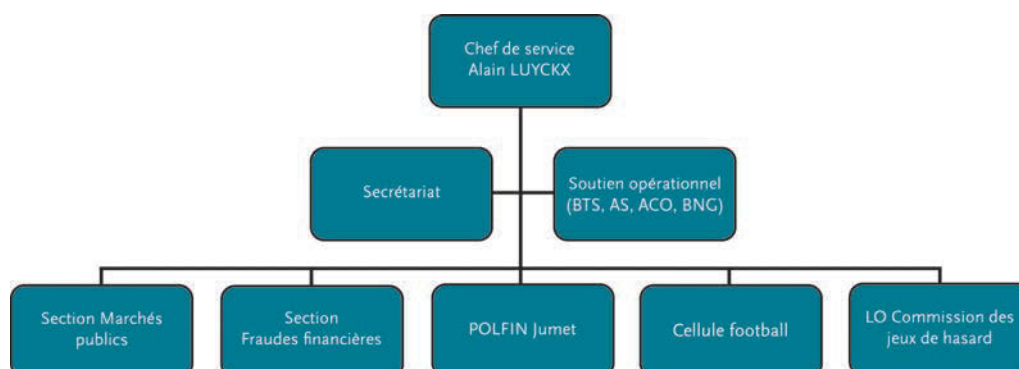 Chef de service
Alain LUYCKX
Secrétariat
Soutien opérationnel
(BTS, AS, ACO, BNG)
Section Marchés
publics
Section
Fraudes financières
POLFIN Jumet
Cellule football
LO Commission des
jeux de hasard